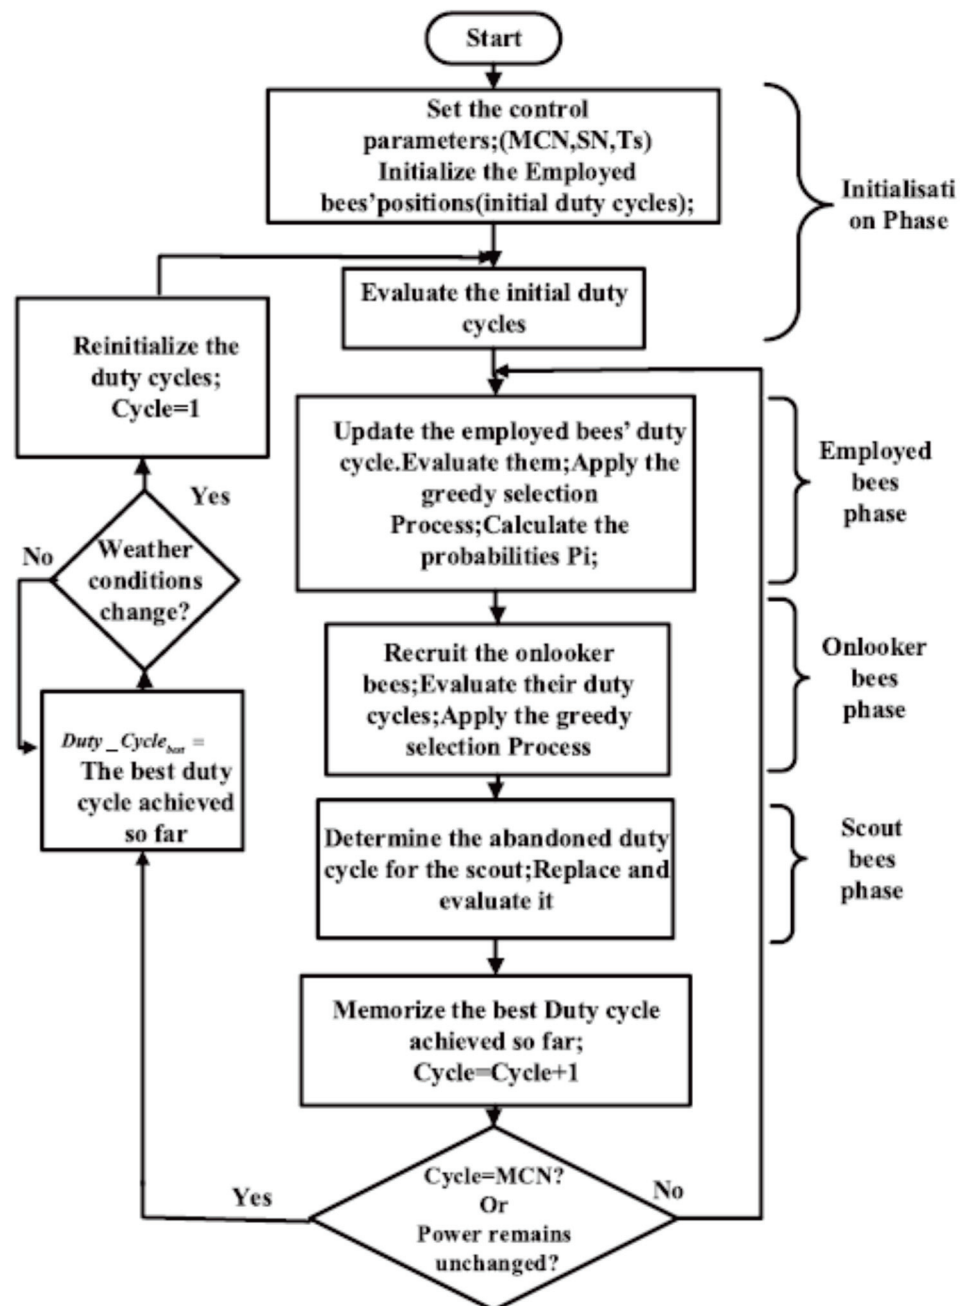 Start
Set the control
parameters;(MCN,SN,Ts)
Initialize the Employed
bees'positions(initial duty cycles);
Initialisati
on Phase
Evaluate the initial duty
cycles
Reinitialize the
duty cycles;
Cycle=1
Update the employed bees' duty
cycle.Evaluate them;Apply the
greedy selection
Process;Calculate the
probabilities Pi;
Employed
bees
phase
Yes
No
Weather
conditions
change?
Recruit the onlooker
bees;Evaluate their duty
cycles;Apply the greedy
selection Process
Onlooker
bees
phase
Duty_Cycle best =
The best duty
cycle achieved
so far
Determine the abandoned duty
cycle for the scout;Replace and
evaluate it
Scout
bees
phase
Memorize the best Duty cycle
achieved so far;
Cycle=Cycle+1
Cycle=MCN?
Or
Power remains
unchanged?
Yes
No